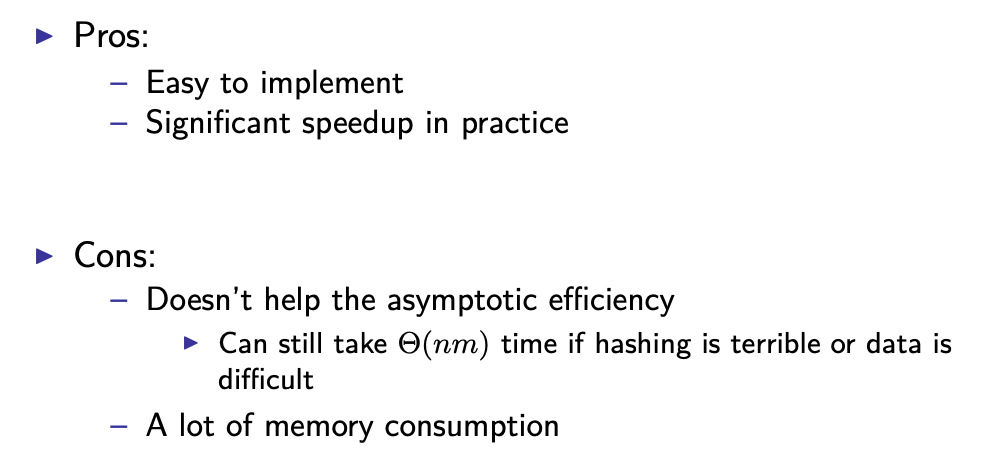 ▶ Pros:
– Easy to implement
– Significant speedup in practice
▶ Cons:
– Doesn't help the asymptotic efficiency
▶ Can still take Θ(nm) time if hashing is terrible or data is
difficult
– A lot of memory consumption